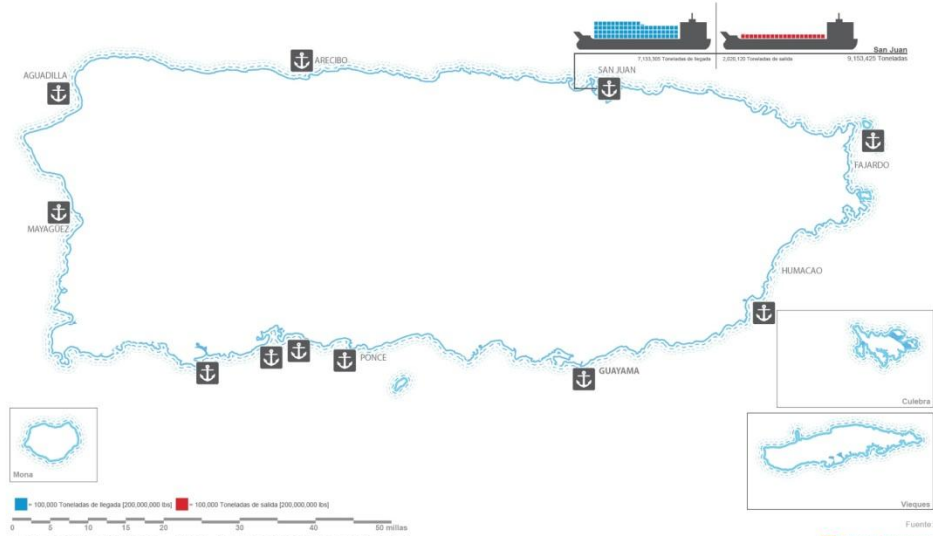 San Juan
7,133,305 Toneladas de llegada
2,020,120 Toneladas de salida
9,153,425 Toneladas
ARECIBO
AGUADILLA
SAN JUAN
FAJARDO
MAYAGÜEZ
HUMACAO
PONCE
GUAYAMA
Culebra
Mona
Vieques
= 100,000 Toneladas de llegada [200,000,000 lbs]
= 100,000 Toneladas de salida [200,000,000 lbs]
0 5 10 15 20 30 40 50 millas
Fuente: